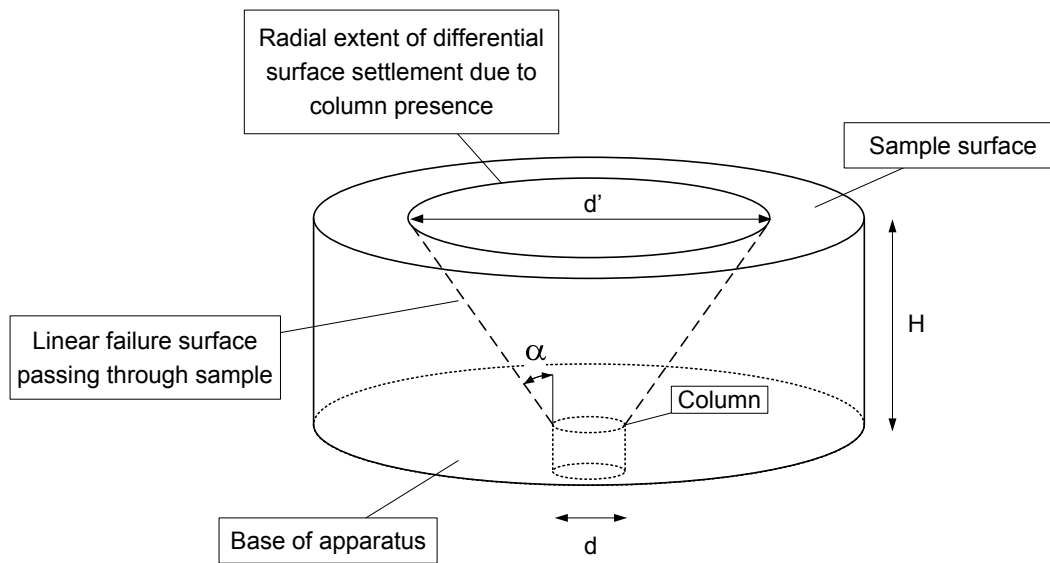 Radial extent of differential
surface settlement due to
column presence
Sample surface
d’
H
Linear failure surface
passing through sample
α
Column
Base of apparatus
d